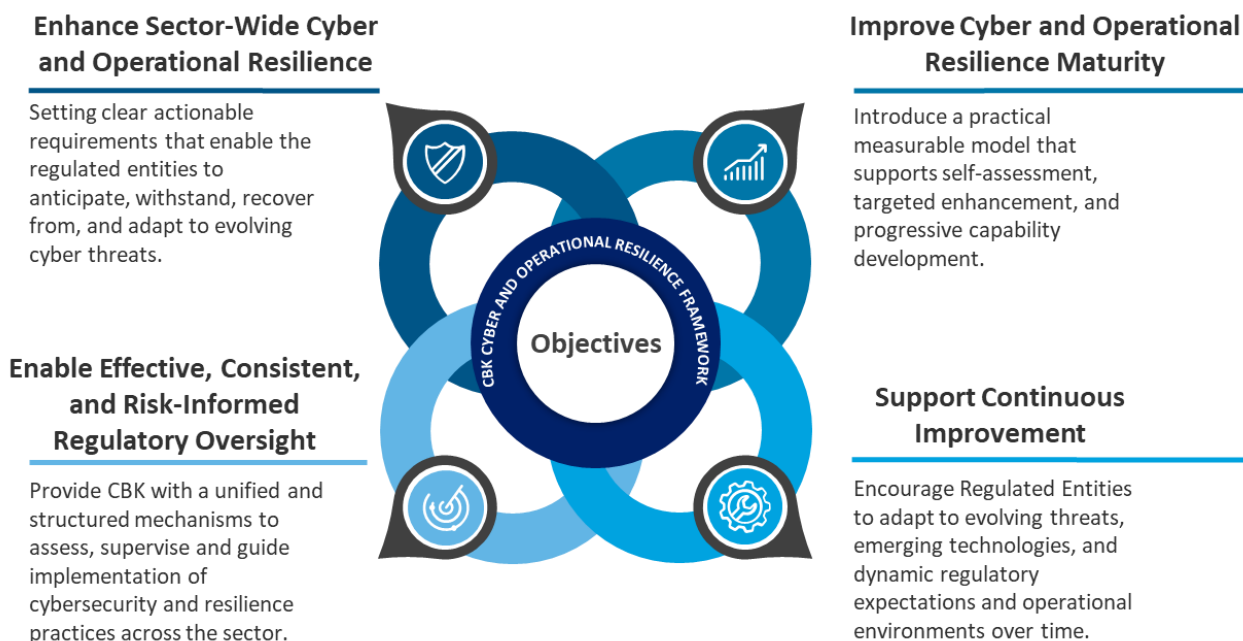 Enhance Sector-Wide Cyber
and Operational Resilience
Setting clear actionable
requirements that enable the
regulated entities to
anticipate, withstand, recover
from, and adapt to evolving
cyber threats.
Improve Cyber and Operational
Resilience Maturity
Introduce a practical
measurable model that
supports self-assessment,
targeted enhancement, and
progressive capability
development.
CBK CYBER AND OPERATIONAL RESILIENCE FRAMEWORK
Objectives
Enable Effective, Consistent,
and Risk-Informed
Regulatory Oversight
Provide CBK with a unified and
structured mechanisms to
assess, supervise and guide
implementation of
cybersecurity and resilience
practices across the sector.
Support Continuous
Improvement
Encourage Regulated Entities
to adapt to evolving threats,
emerging technologies, and
dynamic regulatory
expectations and operational
environments over time.